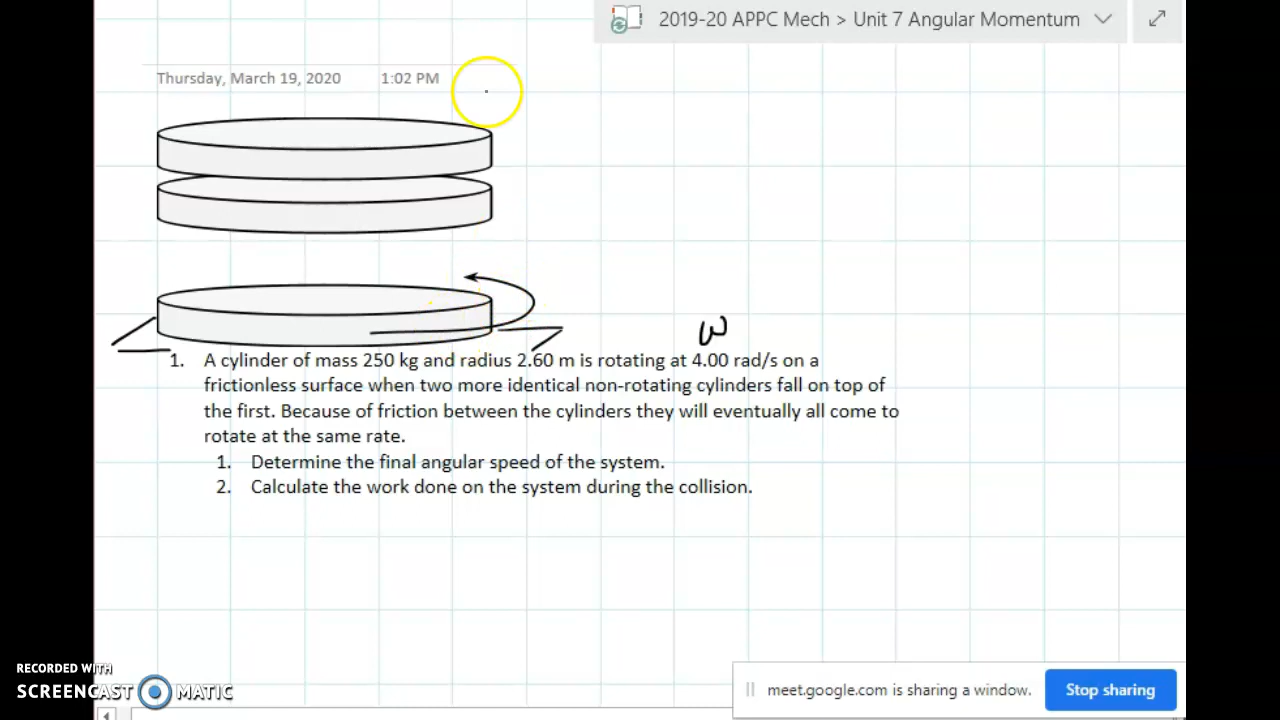 2019-20 APPC Mech > Unit 7 Angular Momentum
Thursday, March 19, 2020 1:02 PM
ω
1. A cylinder of mass 250 kg and radius 2.60 m is rotating at 4.00 rad/s on a
frictionless surface when two more identical non-rotating cylinders fall on top of
the first. Because of friction between the cylinders they will eventually all come to
rotate at the same rate.
1. Determine the final angular speed of the system.
2. Calculate the work done on the system during the collision.
RECORDED WITH
SCREENCAST MATIC
meet.google.com is sharing a window.
Stop sharing